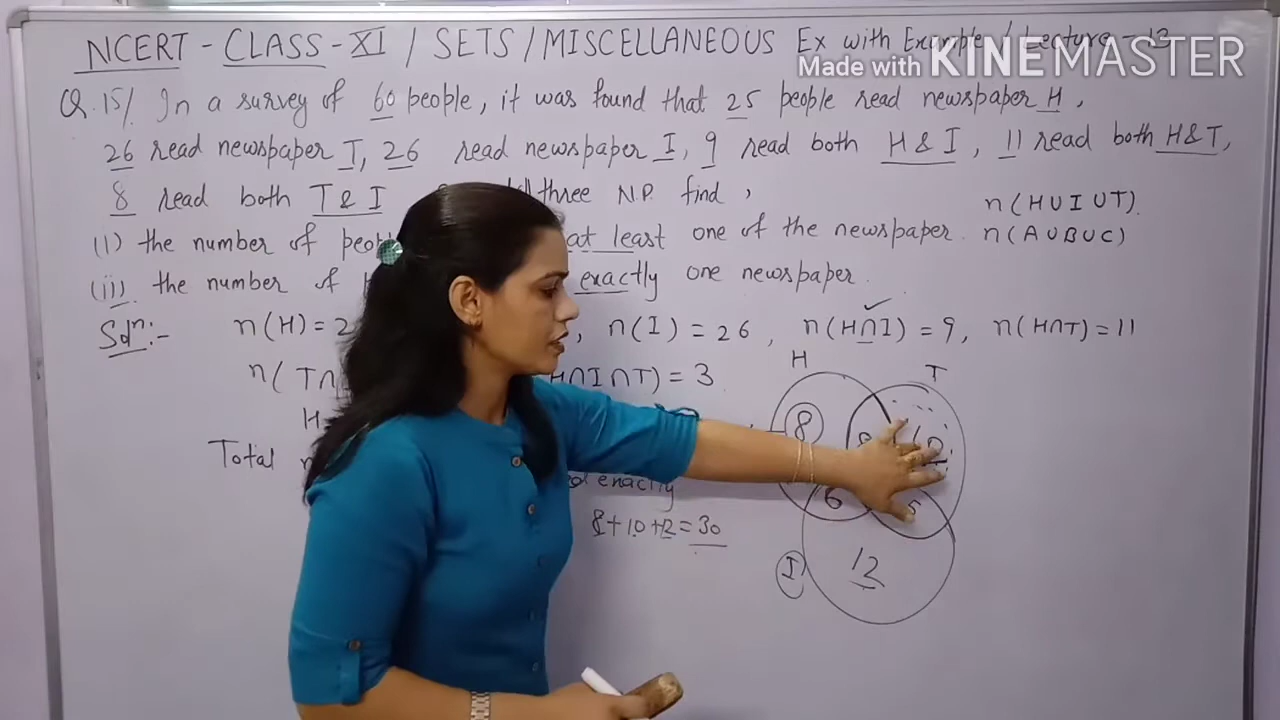 NCERT - CLASS - XI / SETS / MISCELLANEOUS Ex with Example / Lecture - 13
Made with KINEMASTER
Q. 15/. In a survey of 60 people, it was found that 25 people read newspaper H,
26 read newspaper T, 26 read newspaper I, 9 read both H & I, 11 read both H & T,
8 read both T & I three N.P. find,
n(H∪I∪T).
(i) the number of at least one of the newspaper. n(A∪B∪C)
(ii) the number of exactly one newspaper.
Soln:- n(H) = 2 , n(I) = 26, n(H∩I) = 9, n(H∩T) = 11
n(T∩ H∩I∩T) = 3
H T
H
8 10
Total
enactly
6 5
8+10+12=30
I 12